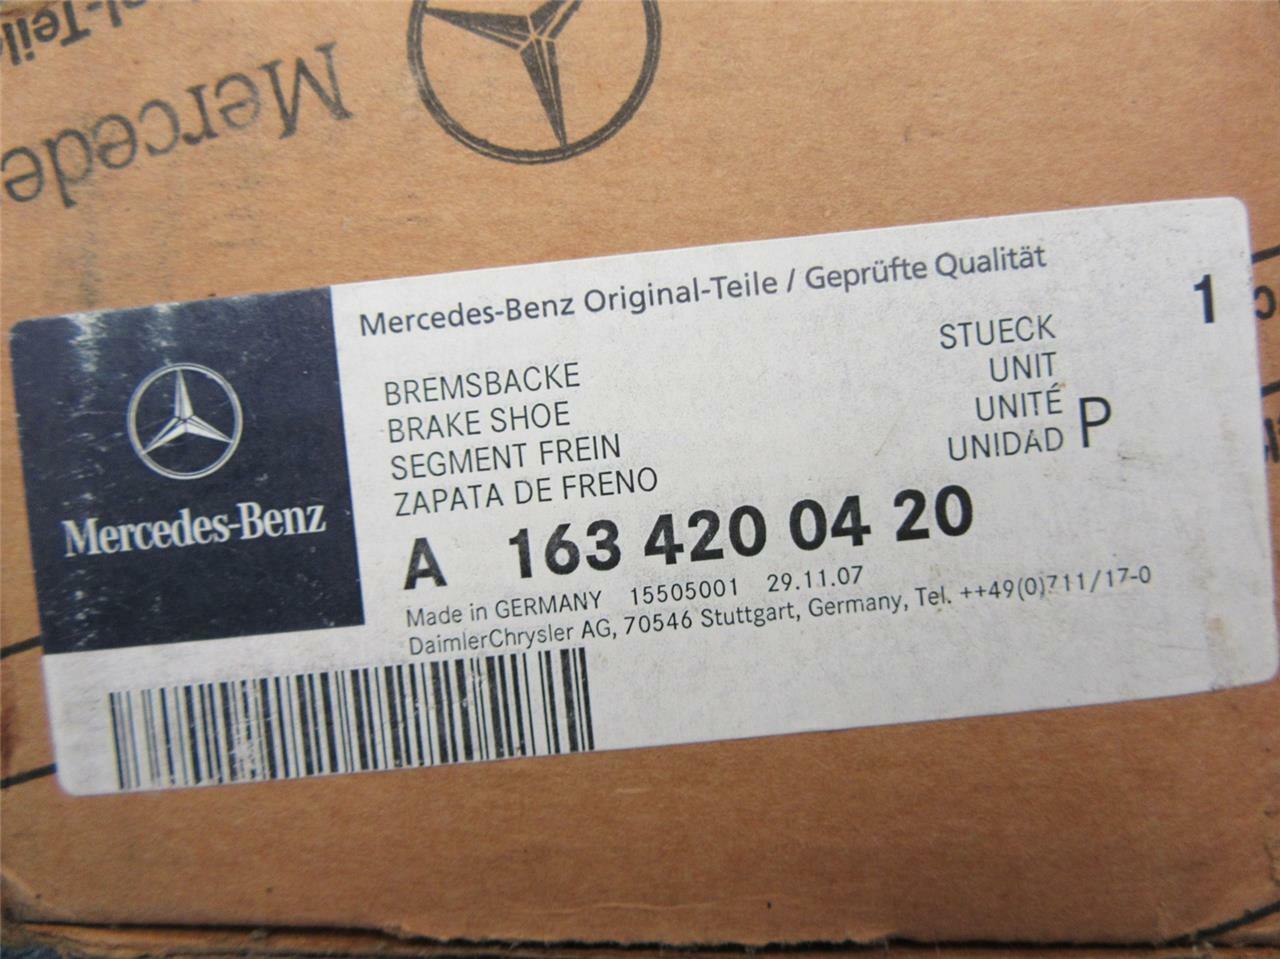 Mercede
Mercedes-Benz Original-Teile / Geprüfte Qualität
1
BREMSBACKE
BRAKE SHOE
SEGMENT FREIN
ZAPATA DE FRENO
STUECK
UNIT
UNITÉ
UNIDAD P
A 163 420 04 20
Made in GERMANY 15505001 29.11.07
DaimlerChrysler AG, 70546 Stuttgart, Germany, Tel. ++49(0)711/17-0
Mercedes-Benz